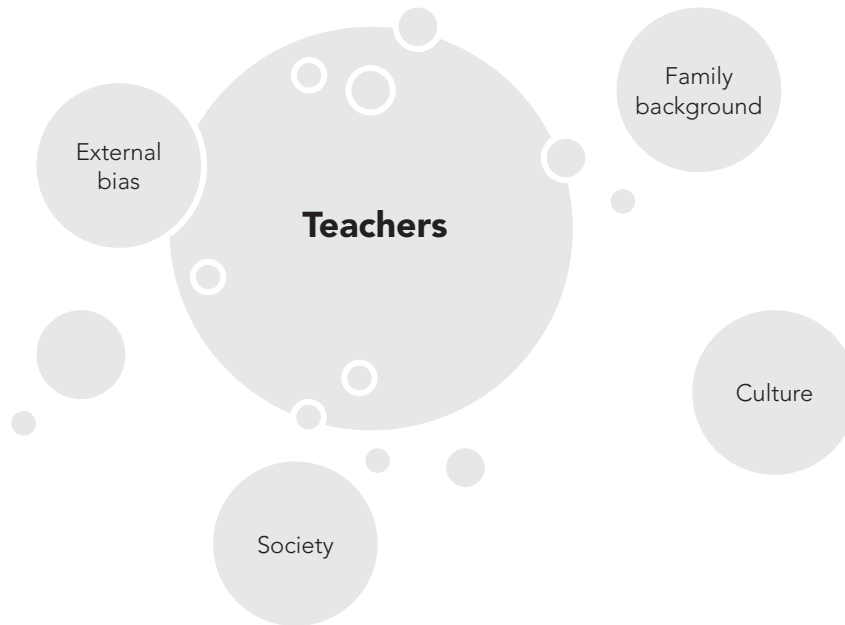 Family
background
External
bias
Teachers
Culture
Society